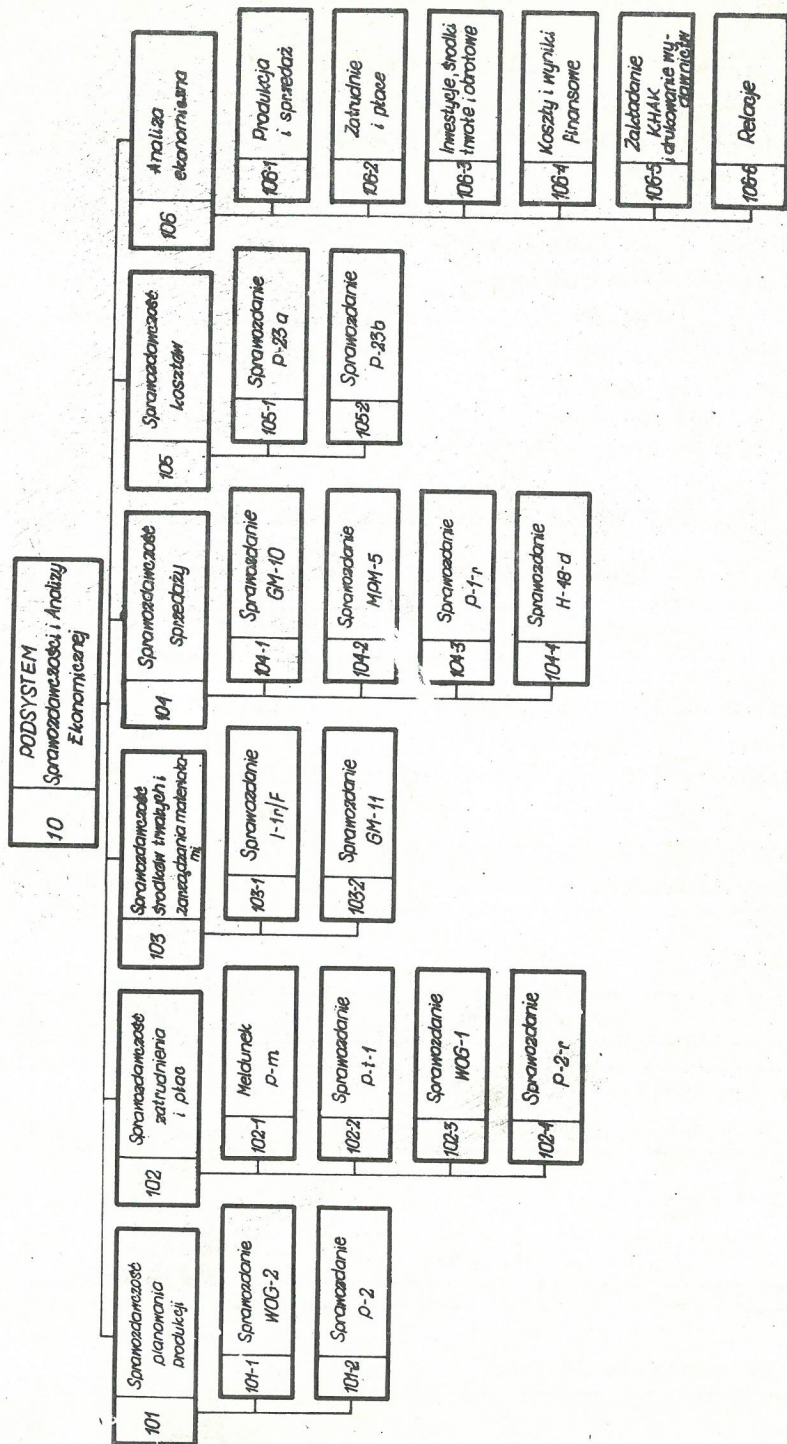 10
PODSYSTEM
Sprawozdawczości i Analizy
Ekonomicznej
101
Sprawozdawczość
planowania
produkcji
101-1
Sprawozdanie
WOG-2
101-2
Sprawozdanie
p-2
102
Sprawozdawczość
zatrudnienia
i płac
102-1
Meldunek
p-m
102-2
Sprawozdanie
p-t-1
102-3
Sprawozdanie
WOG-1
102-4
Sprawozdanie
p-2-r
103
Sprawozdawczość
środków trwałych i
zarządzania materiała-
mi
103-1
Sprawozdanie
I-1r/F
103-2
Sprawozdanie
GM-11
104
Sprawozdawczość
sprzedaży
104-1
Sprawozdanie
GM-10
104-2
Sprawozdanie
MPM-5
104-3
Sprawozdanie
p-1-r
104-4
Sprawozdanie
H-48-d
105
Sprawozdawczość
kosztów
105-1
Sprawozdanie
p-23a
105-2
Sprawozdanie
p-23b
106
Analiza
ekonomiczna
106-1
Produkcja
i sprzedaż
106-2
Zatrudnie
i płace
106-3
Inwestycje, środki
trwałe i obrotowe
106-4
Koszty i wyniki
finansowe
106-5
Zakładanie
KHAK
i drukowanie wy-
dawnictw
106-6
Relacje